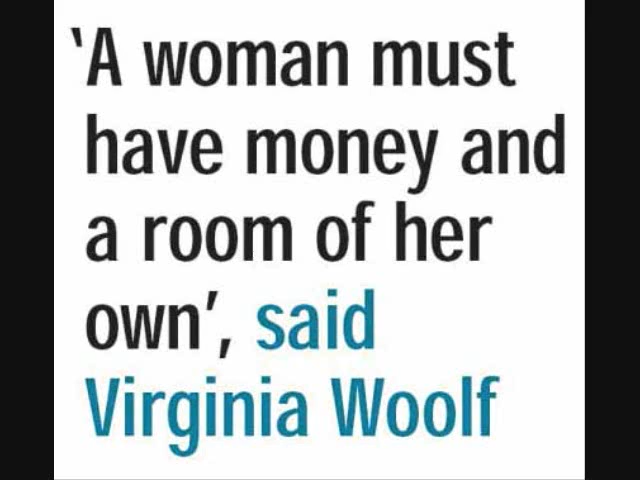 ‘A woman must
have money and
a room of her
own’, said
Virginia Woolf